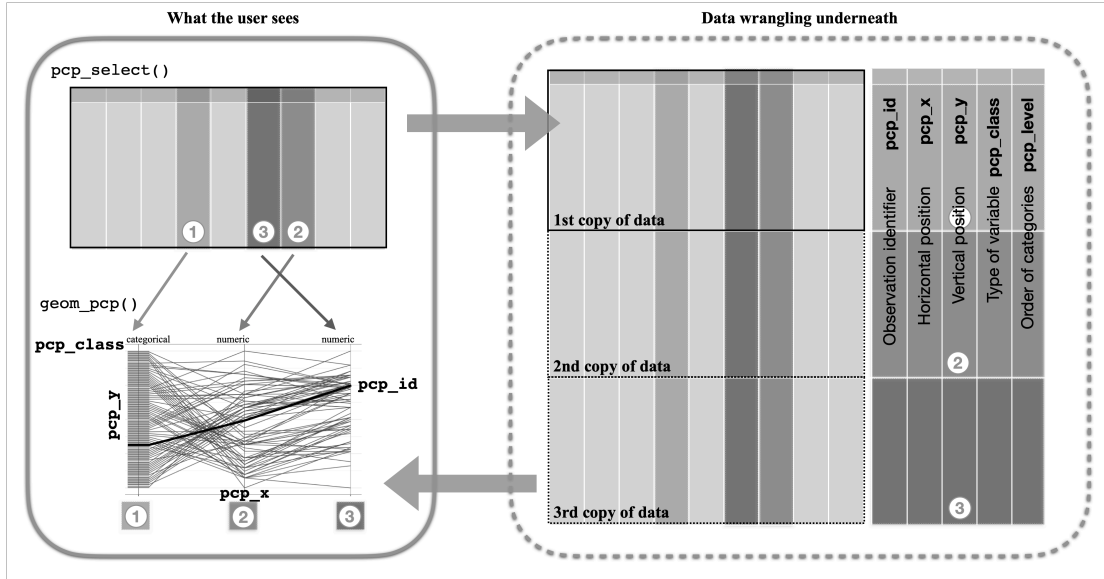 What the user sees
Data wrangling underneath
pcp_select()
1
3
2
geom_pcp()
categorical
numeric
numeric
pcp_class
pcp_y
pcp_id
pcp_x
1
2
3
1st copy of data
2nd copy of data
3rd copy of data
Observation identifier pcp_id
Horizontal position pcp_x
Vertical position pcp_y
Type of variable pcp_class
Order of categories pcp_level
2
3